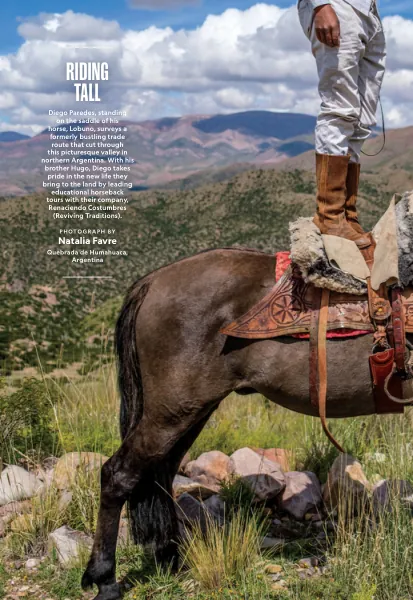 RIDING
TALL
Diego Paredes, standing
on the saddle of his
horse, Lobuno, surveys a
formerly bustling trade
route that cut through
this picturesque valley in
northern Argentina. With his
brother Hugo, Diego takes
pride in the new life they
bring to the land by leading
educational horseback
tours with their company,
Renaciendo Costumbres
(Reviving Traditions).
PHOTOGRAPH BY
Natalia Favre
Quebrada de Humahuaca,
Argentina